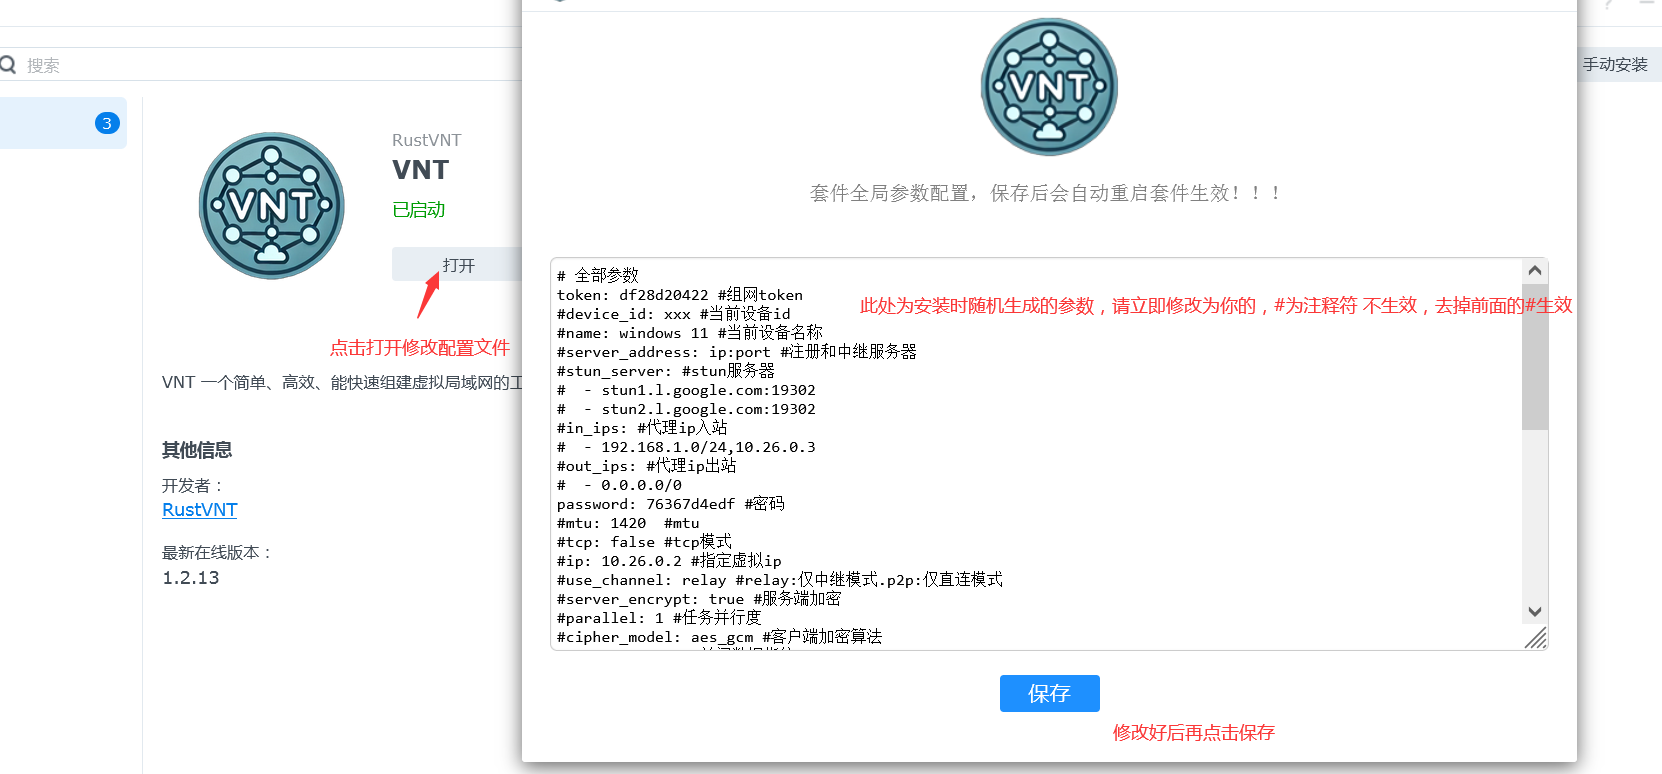 搜索
手动安装
3
VNT
RustVNT
VNT
已启动
打开
点击打开修改配置文件
VNT 一个简单、高效、能快速组建虚拟局域网的工
其他信息
开发者：
RustVNT
最新在线版本：
1.2.13
VNT
套件全局参数配置，保存后会自动重启套件生效！！！
# 全部参数
token: df28d20422 #组网token
此处为安装时随机生成的参数，请立即修改为你的，#为注释符 不生效，去掉前面的#生效
#device_id: xxx #当前设备id
#name: windows 11 #当前设备名称
#server_address: ip:port #注册和中继服务器
#stun_server: #stun服务器
#  - stun1.l.google.com:19302
#  - stun2.l.google.com:19302
#in_ips: #代理ip入站
#  - 192.168.1.0/24,10.26.0.3
#out_ips: #代理ip出站
#  - 0.0.0.0/0
password: 76367d4edf #密码
#mtu: 1420  #mtu
#tcp: false #tcp模式
#ip: 10.26.0.2 #指定虚拟ip
#use_channel: relay #relay:仅中继模式.p2p:仅直连模式
#server_encrypt: true #服务端加密
#parallel: 1 #任务并行度
#cipher_model: aes_gcm #客户端加密算法
保存
修改好后再点击保存